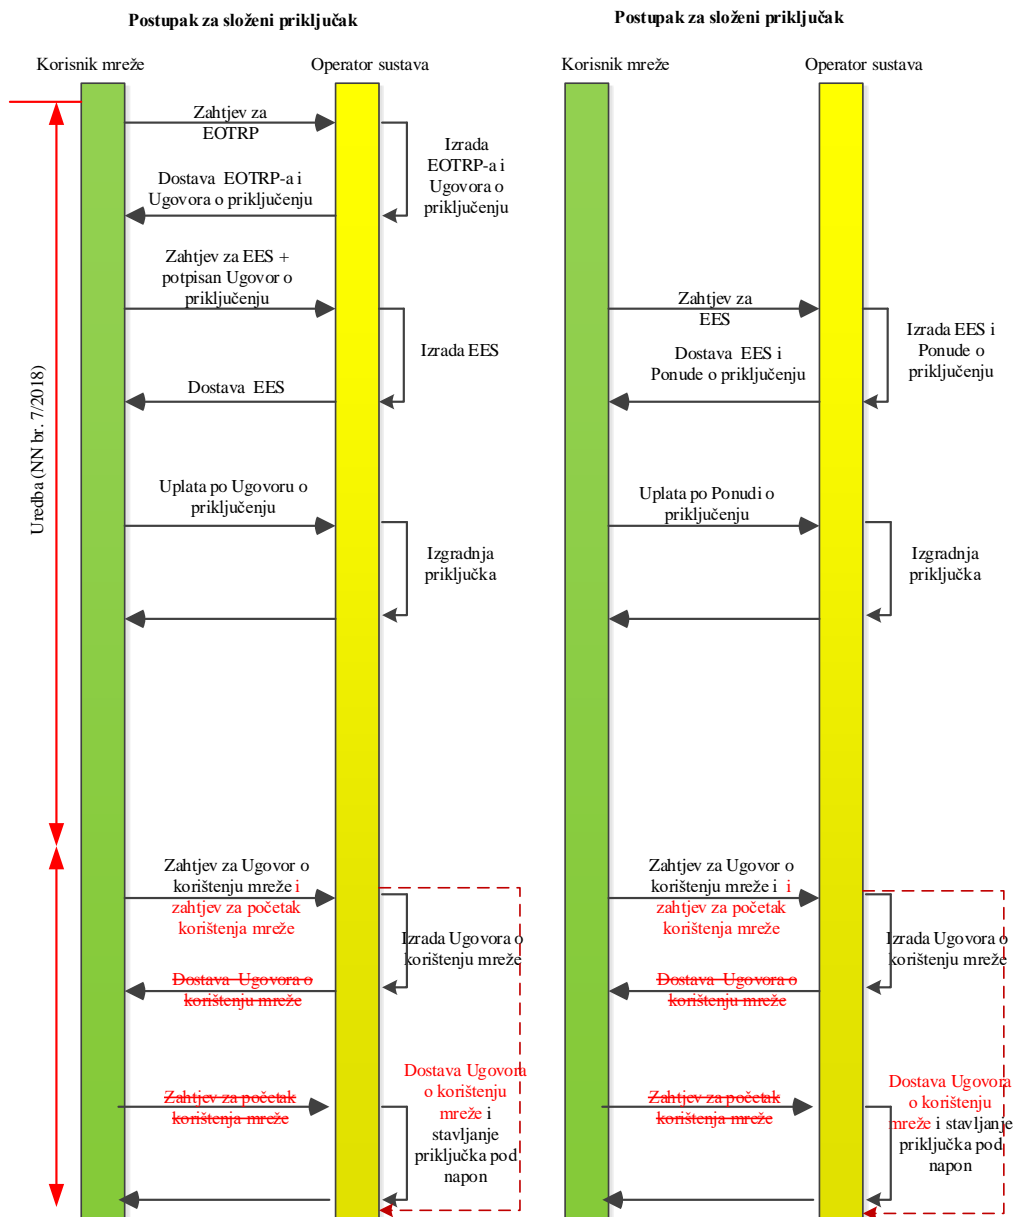 Postupak za složeni priključak
Korisnik mreže
Operator sustava
Zahtjev za
EOTRP
Izrada
EOTRP-a i
Ugovora o
priključenju
Dostava EOTRP-a i
Ugovora o priključenju
Zahtjev za EES +
potpisan Ugovor o
priključenju
Izrada EES
Dostava EES
Uredba (NN br. 7/2018)
Uplata po Ugovoru o
priključenju
Izgradnja
priključka
Zahtjev za Ugovor o
korištenju mreže i
zahtjev za početak
korištenja mreže
Izrada Ugovora o
korištenju mreže
Dostava Ugovora o
korištenju mreže
Zahtjev za početak
korištenja mreže
Dostava Ugovora
o korištenju
mreže i
stavljanje
priključka pod
napon
Postupak za složeni priključak
Korisnik mreže
Operator sustava
Zahtjev za
EES
Izrada EES i
Ponude o
priključenju
Dostava EES i
Ponude o priključenju
Uplata po Ponudi o
priključenju
Izgradnja
priključka
Zahtjev za Ugovor o
korištenju mreže i i
zahtjev za početak
korištenja mreže
Izrada Ugovora o
korištenju mreže
Dostava Ugovora o
korištenju mreže
Zahtjev za početak
korištenja mreže
Dostava Ugovora
o korištenju
mreže i stavljanje
priključka pod
napon